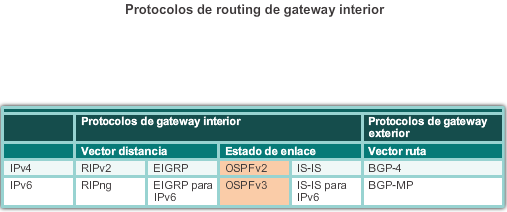 Protocolos de routing de gateway interior
Protocolos de gateway interior
Protocolos de gateway
exterior
Vector distancia
Estado de enlace
Vector ruta
IPv4
RIPv2
EIGRP
OSPFv2
IS-IS
BGP-4
IPv6
RIPng
EIGRP para
IPv6
OSPFv3
IS-IS para
IPv6
BGP-MP